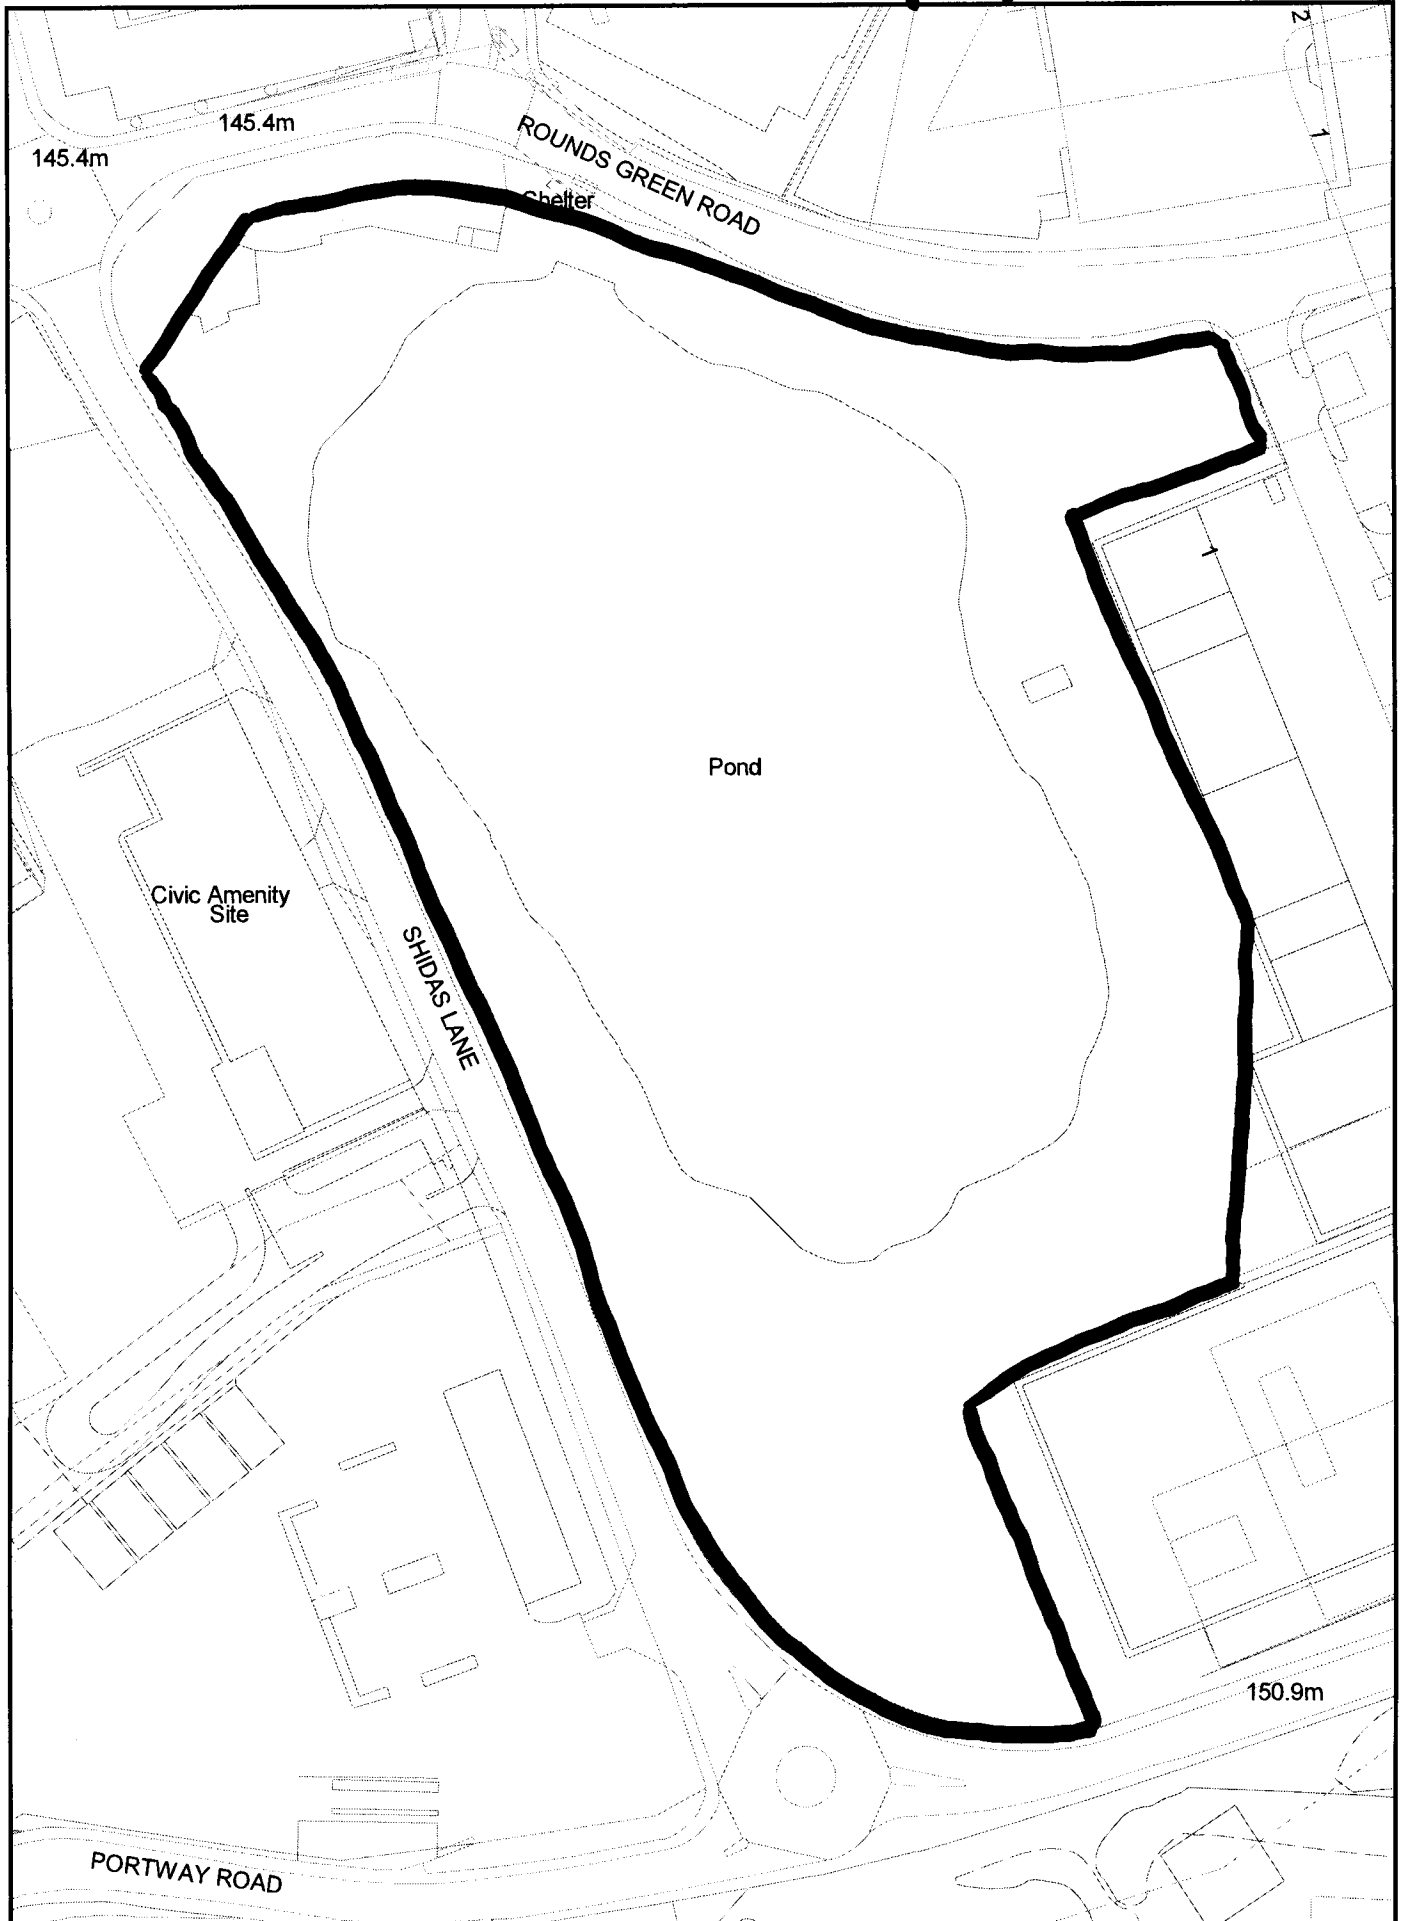 2
145.4m
ROUNDS GREEN ROAD
1
145.4m
Shelter
1
Pond
Civic Amenity
Site
SHIDAS LANE
150.9m
PORTWAY ROAD